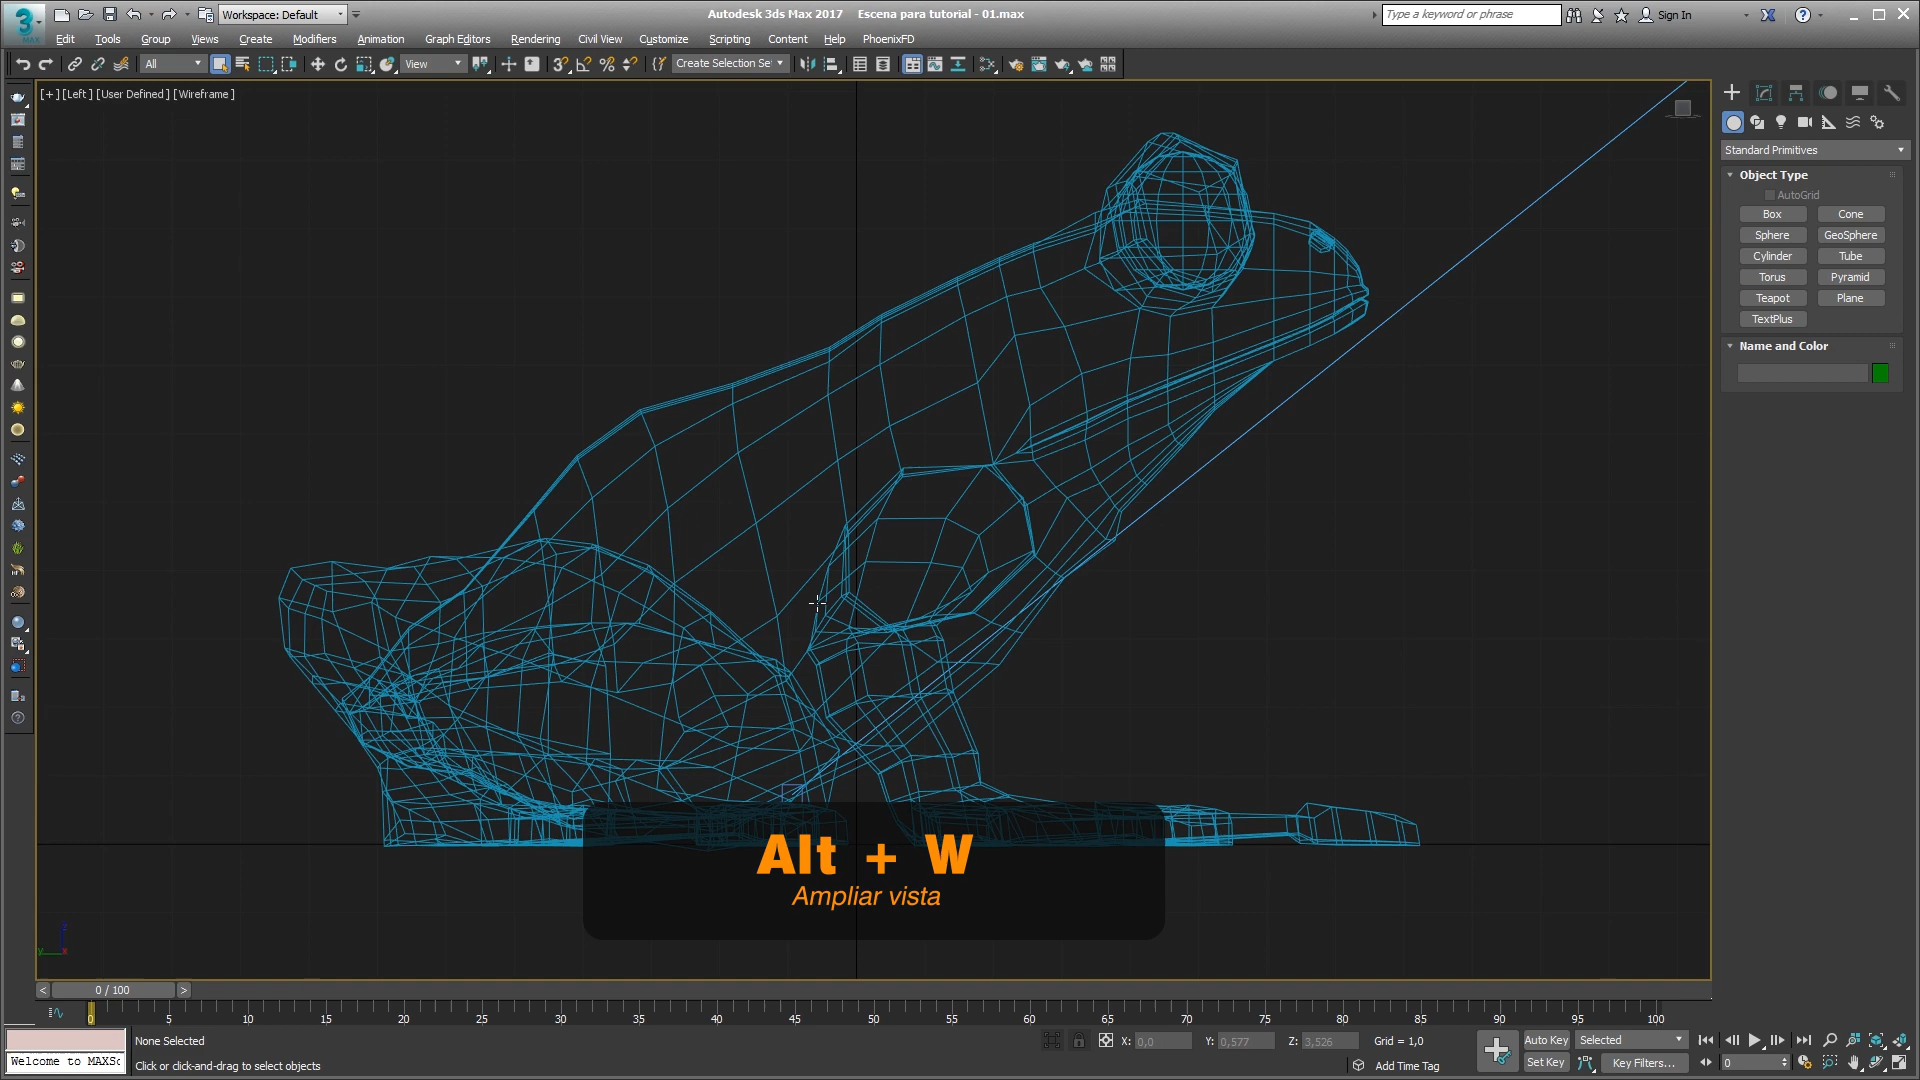 Workspace: Default
Autodesk 3ds Max 2017 Escena para tutorial - 01.max
Type a keyword or phrase
Sign In
3
MAX
Edit Tools Group Views Create Modifiers Animation Graph Editors Rendering Civil View Customize Scripting Content Help PhoenixFD
All
View
Create Selection Se
[+] [Left] [User Defined] [Wireframe]
Standard Primitives
Object Type
AutoGrid
Box Cone
Sphere GeoSphere
Cylinder Tube
Torus Pyramid
Teapot Plane
TextPlus
Name and Color
Alt + W
Ampliar vista
z
y x
< 0 / 100 >
0 5 10 15 20 25 30 35 40 45 50 55 60 65 70 75 80 85 90 95 100
None Selected
X: 0,0 Y: 0,577 Z: 3,526 Grid = 1,0
Auto Key Selected
Welcome to MAXSc
Click or click-and-drag to select objects
Add Time Tag
Set Key Key Filters... 0